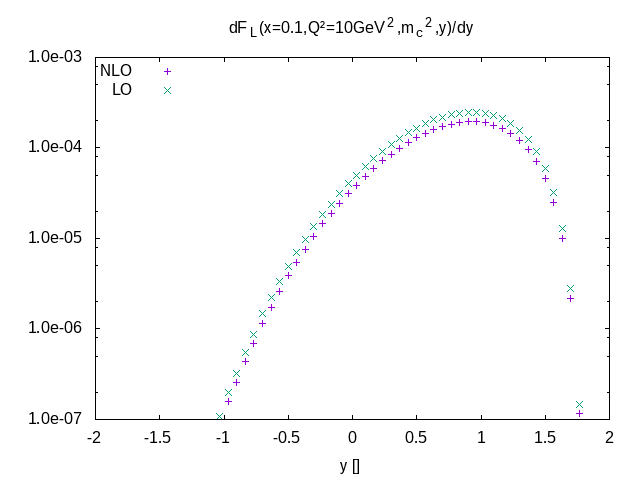 dF_L(x=0.1,Q²=10GeV²,m_c²,y)/dy
1.0e-03
NLO +
LO ×
1.0e-04
1.0e-05
1.0e-06
1.0e-07
-2 -1.5 -1 -0.5 0 0.5 1 1.5 2
y []